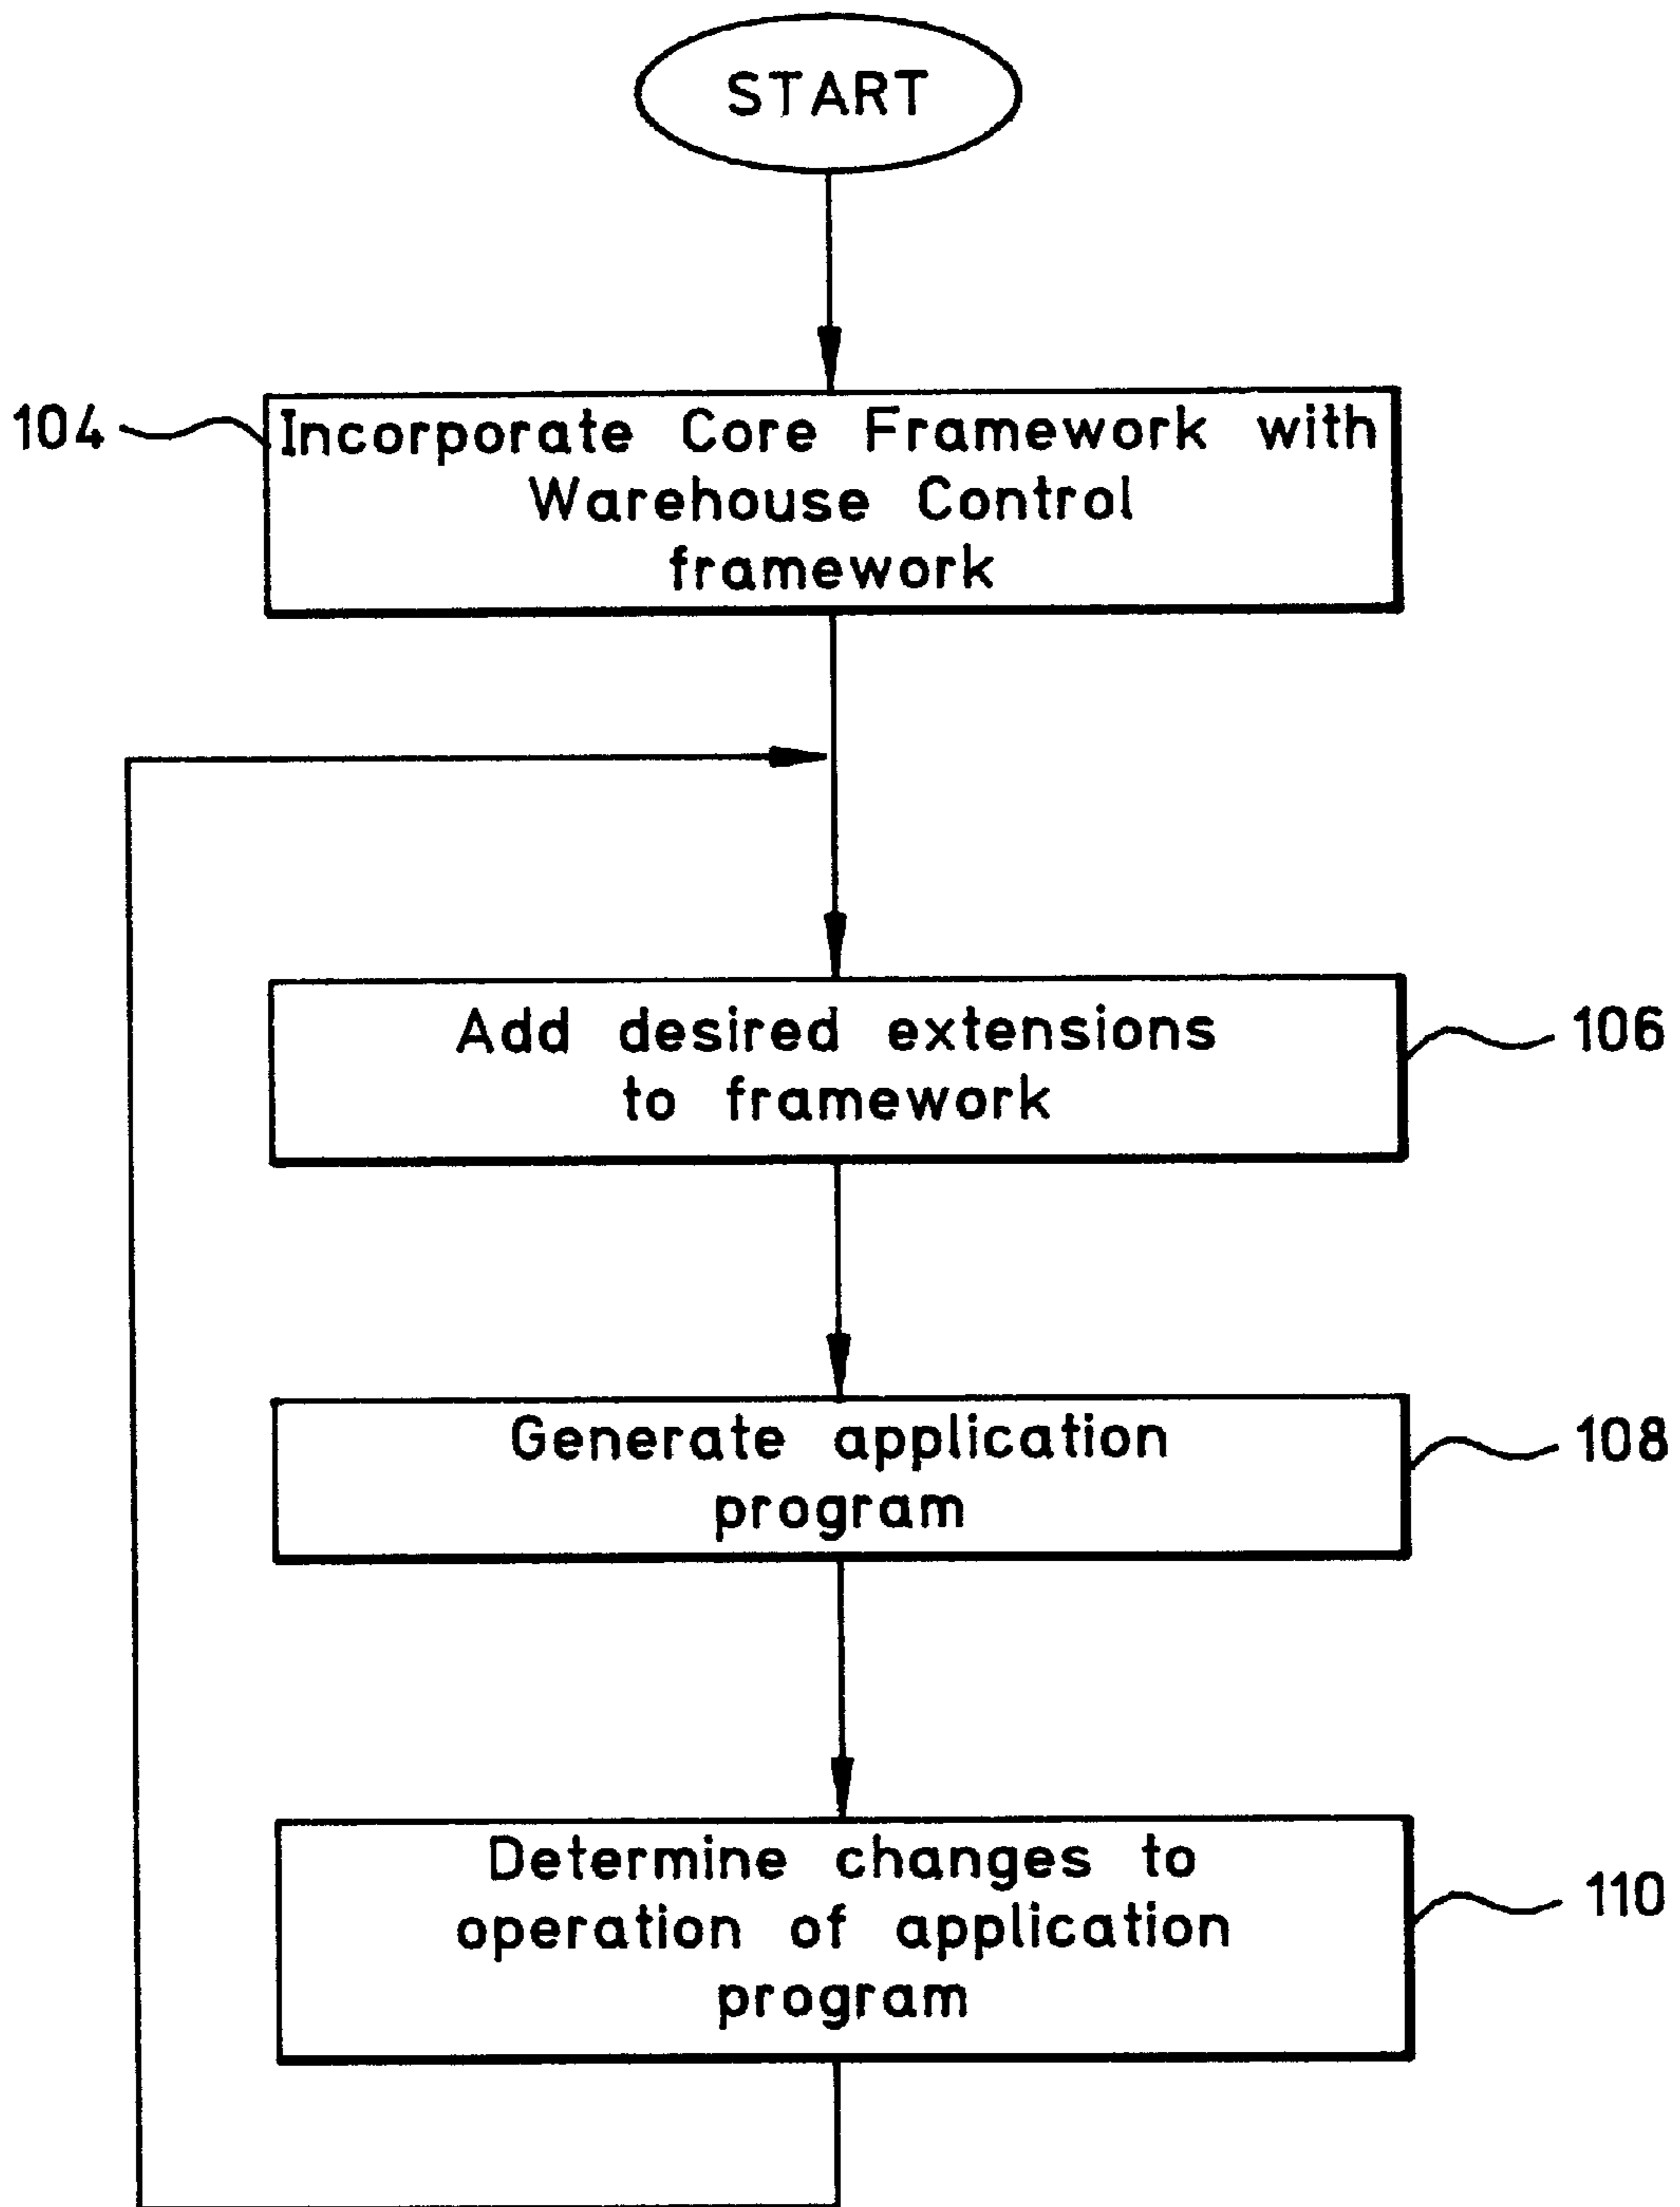 START
104
Incorporate Core Framework with
Warehouse Control
framework
Add desired extensions
to framework
106
Generate application
program
108
Determine changes to
operation of application
program
110